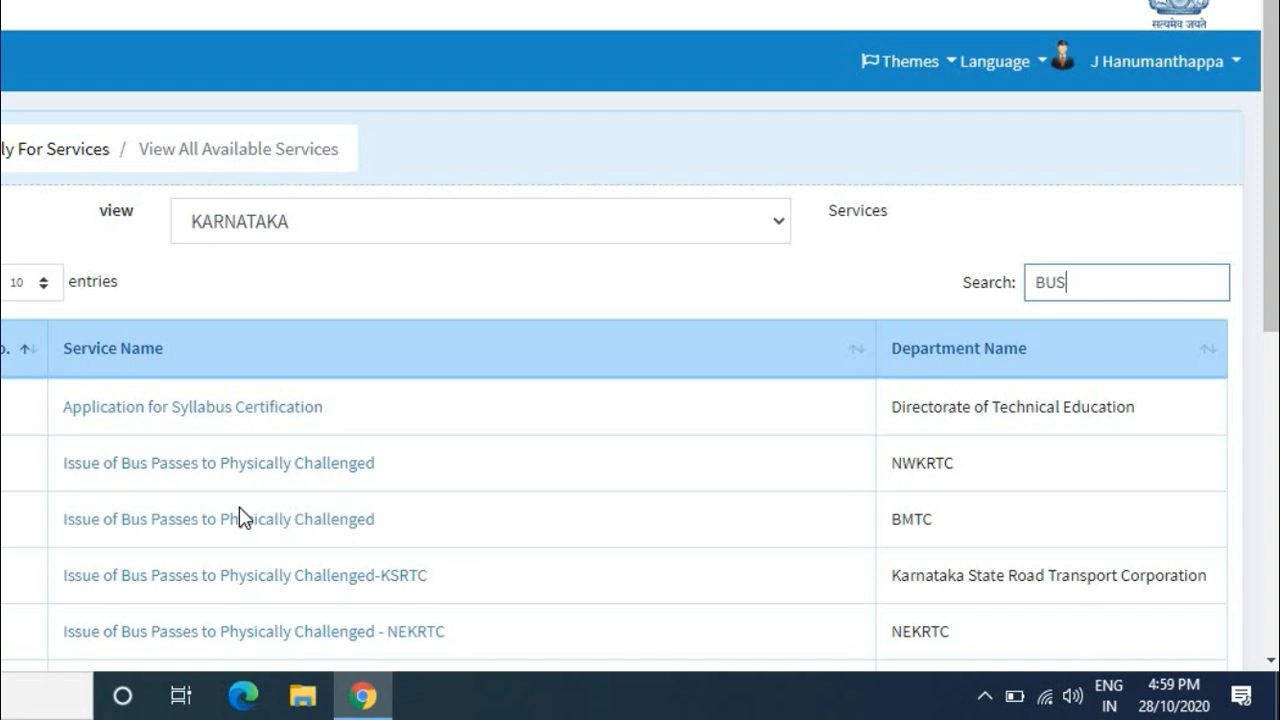 सत्यमेव जयते
Themes Language J Hanumanthappa
ly For Services / View All Available Services
view KARNATAKA Services
10 entries Search: BUS
o. Service Name Department Name
Application for Syllabus Certification Directorate of Technical Education
Issue of Bus Passes to Physically Challenged NWKRTC
Issue of Bus Passes to Physically Challenged BMTC
Issue of Bus Passes to Physically Challenged-KSRTC Karnataka State Road Transport Corporation
Issue of Bus Passes to Physically Challenged - NEKRTC NEKRTC
ENG 4:59 PM
IN 28/10/2020